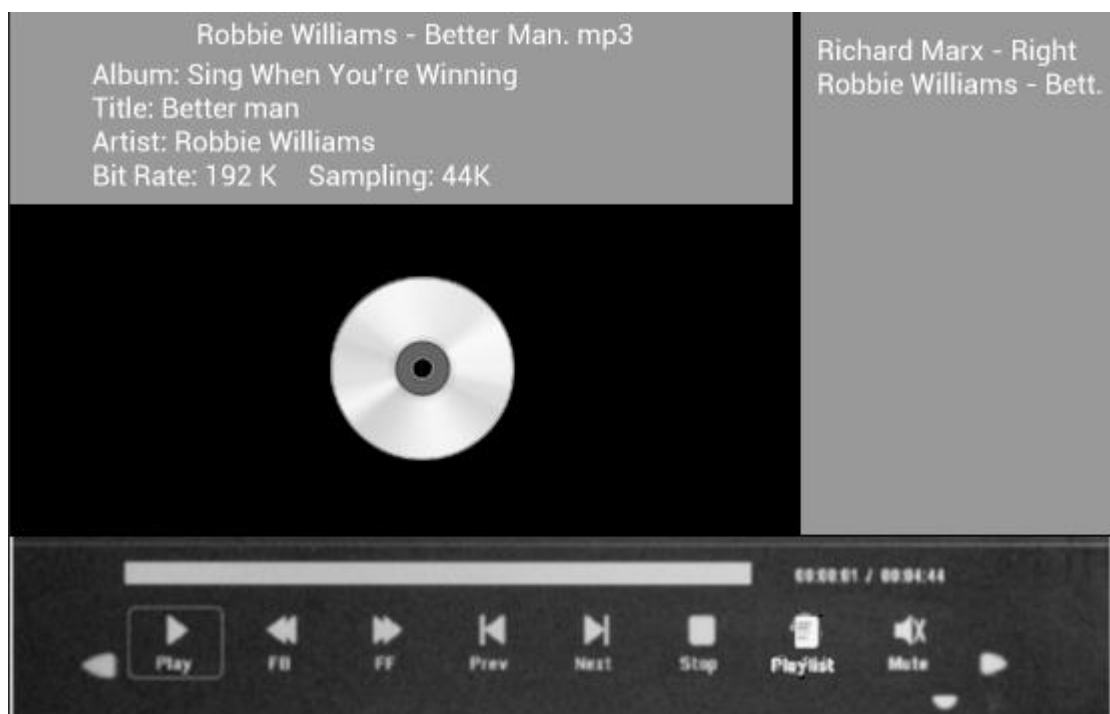 Robbie Williams - Better Man. mp3
Album: Sing When You're Winning
Title: Better man
Artist: Robbie Williams
Bit Rate: 192 K Sampling: 44K
Richard Marx - Right
Robbie Williams - Bett.
00:00:01 / 00:04:44
Play FB FF Prev Next Stop Playlist Mute